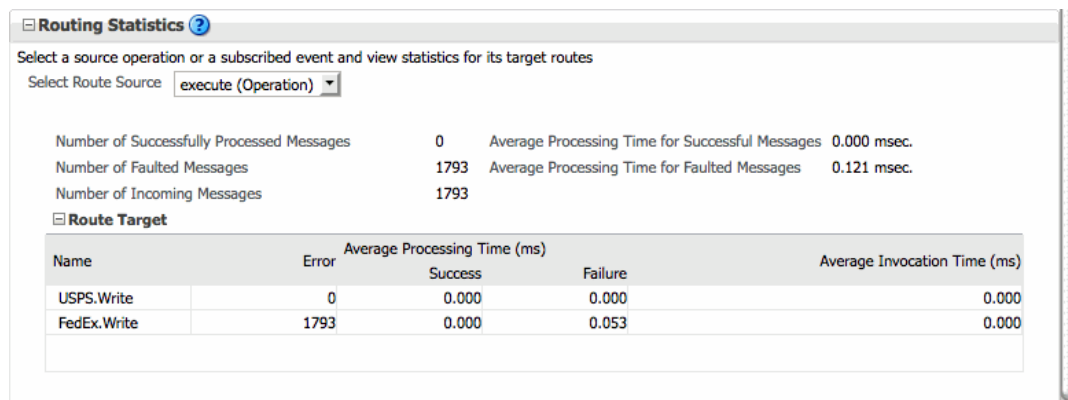 Routing Statistics ?
Select a source operation or a subscribed event and view statistics for its target routes
Select Route Source execute (Operation)
Number of Successfully Processed Messages 0 Average Processing Time for Successful Messages 0.000 msec.
Number of Faulted Messages 1793 Average Processing Time for Faulted Messages 0.121 msec.
Number of Incoming Messages 1793
Route Target
Name Error Average Processing Time (ms) Average Invocation Time (ms)
Success Failure
USPS.Write 0 0.000 0.000 0.000
FedEx.Write 1793 0.000 0.053 0.000